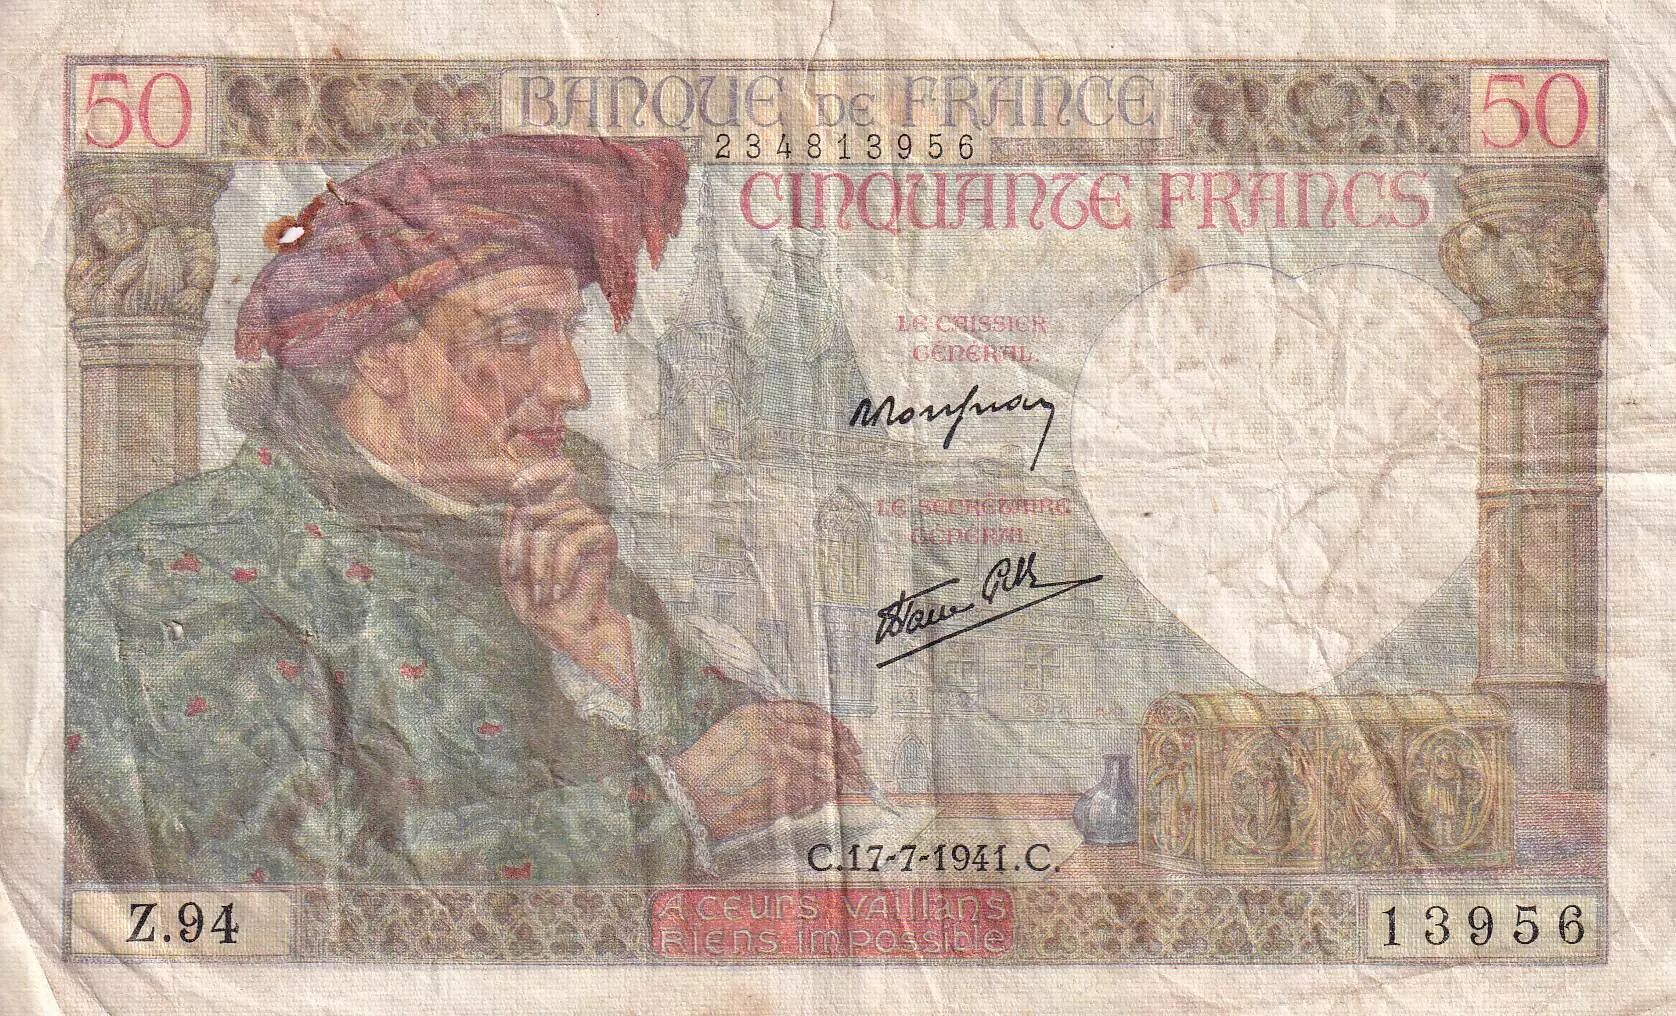 50 BANQUE DE FRANCE 50
234813956
CINQUANTE FRANCS
LE CAISSIER
GÉNÉRAL.
LE SECRÉTAIRE
GÉNÉRAL.
C.17-7-1941.C.
Z.94
A CEURS VAILLANS
RIENS IMPOSSIBLE
13956